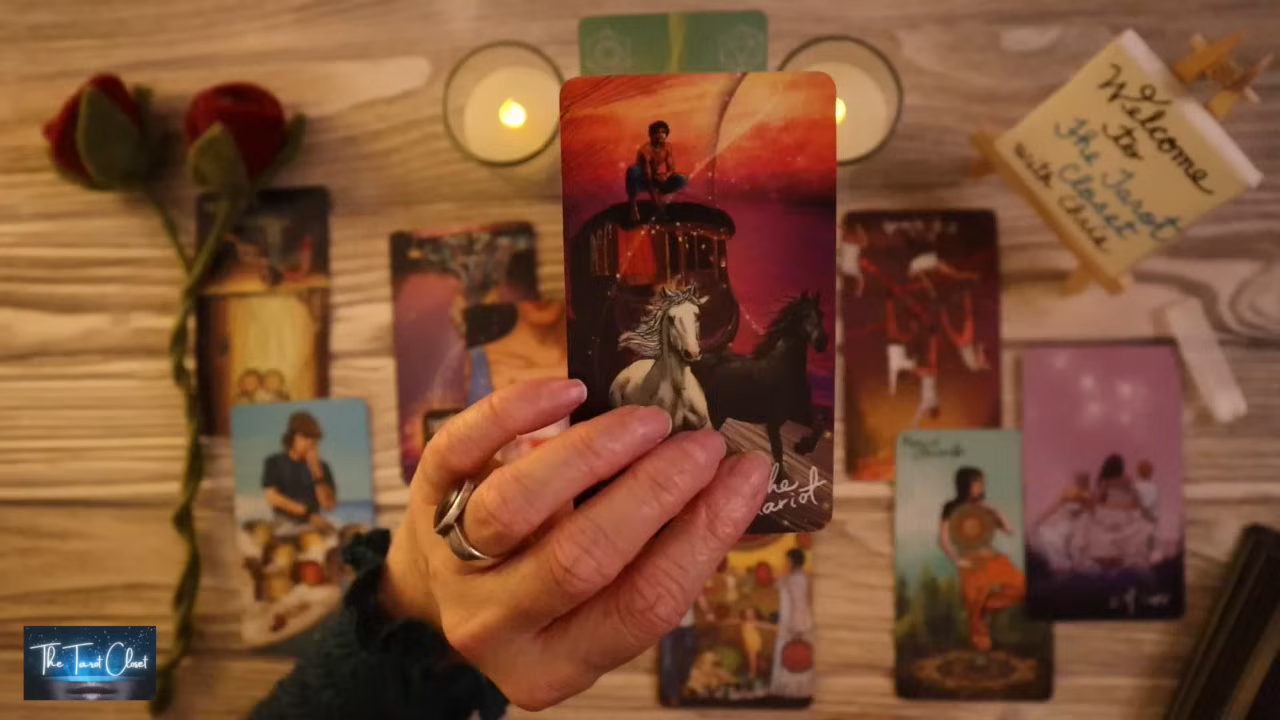 Welcome
to
The Tarot
Closet
with Chris
he
ariot
The Tarot Closet